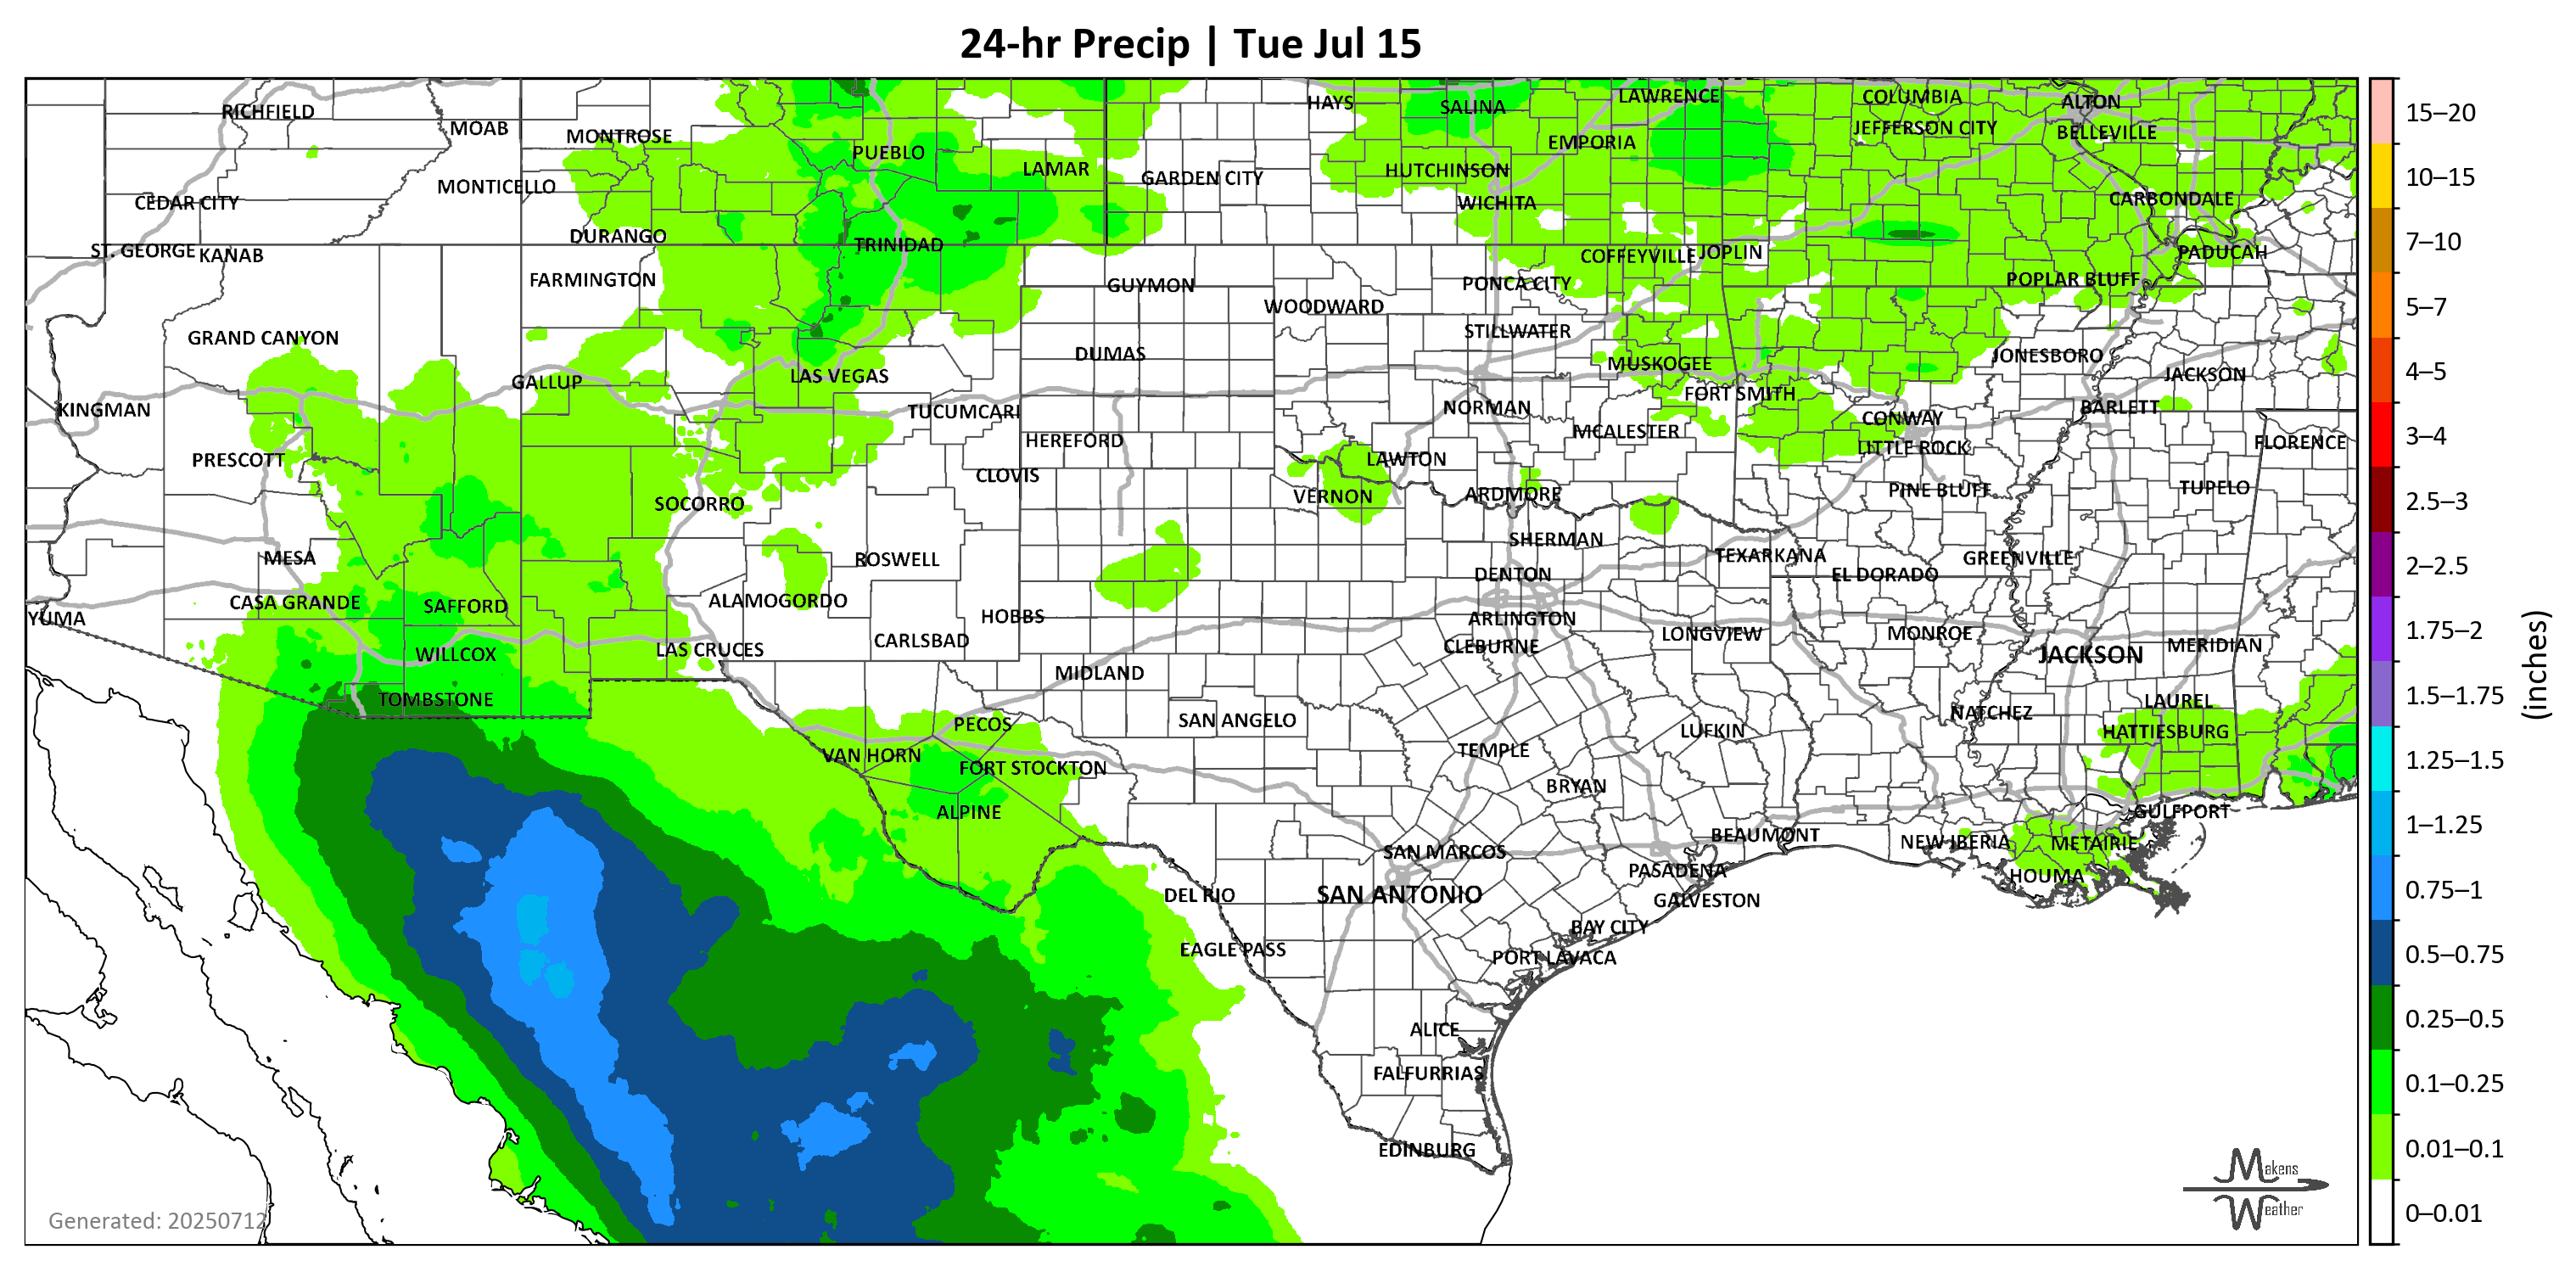 24-hr Precip | Tue Jul 15
RICHFIELD
MOAB
MONTROSE
PUEBLO
LAMAR
HAYS
SALINA
LAWRENCE
COLUMBIA
ALTON
GARDEN CITY
HUTCHINSON
EMPORIA
JEFFERSON CITY
BELLEVILLE
CEDAR CITY
MONTICELLO
WICHITA
CARBONDALE
ST. GEORGE
KANAB
DURANGO
TRINIDAD
COFFEYVILLE
JOPLIN
PADUCAH
FARMINGTON
GUYMON
WOODWARD
PONCA CITY
POPLAR BLUFF
GRAND CANYON
DUMAS
STILLWATER
MUSKOGEE
JONESBORO
JACKSON
KINGMAN
GALLUP
LAS VEGAS
TUCUMCARI
NORMAN
FORT SMITH
CONWAY
BARLETT
PRESCOTT
HEREFORD
MCALESTER
LITTLE ROCK
FLORENCE
SOCORRO
CLOVIS
LAWTON
VERNON
ARDMORE
PINE BLUFF
TUPELO
MESA
ROSWELL
SHERMAN
TEXARKANA
GREENVILLE
CASA GRANDE
SAFFORD
ALAMOGORDO
DENTON
EL DORADO
YUMA
HOBBS
ARLINGTON
WILLCOX
LAS CRUCES
CARLSBAD
CLEBURNE
LONGVIEW
MONROE
JACKSON
MERIDIAN
TOMBSTONE
MIDLAND
PECOS
SAN ANGELO
LUFKIN
NATCHEZ
LAUREL
HATTIESBURG
VAN HORN
FORT STOCKTON
TEMPLE
ALPINE
BRYAN
GULFPORT
SAN MARCOS
BEAUMONT
NEW IBERIA
METAIRIE
DEL RIO
SAN ANTONIO
PASADENA
GALVESTON
HOUMA
EAGLE PASS
BAY CITY
PORT LAVACA
ALICE
FALFURRIAS
EDINBURG
Generated: 20250712
Makens
Weather
15–20
10–15
7–10
5–7
4–5
3–4
2.5–3
2–2.5
1.75–2
1.5–1.75
1.25–1.5
1–1.25
0.75–1
0.5–0.75
0.25–0.5
0.1–0.25
0.01–0.1
0–0.01
(inches)